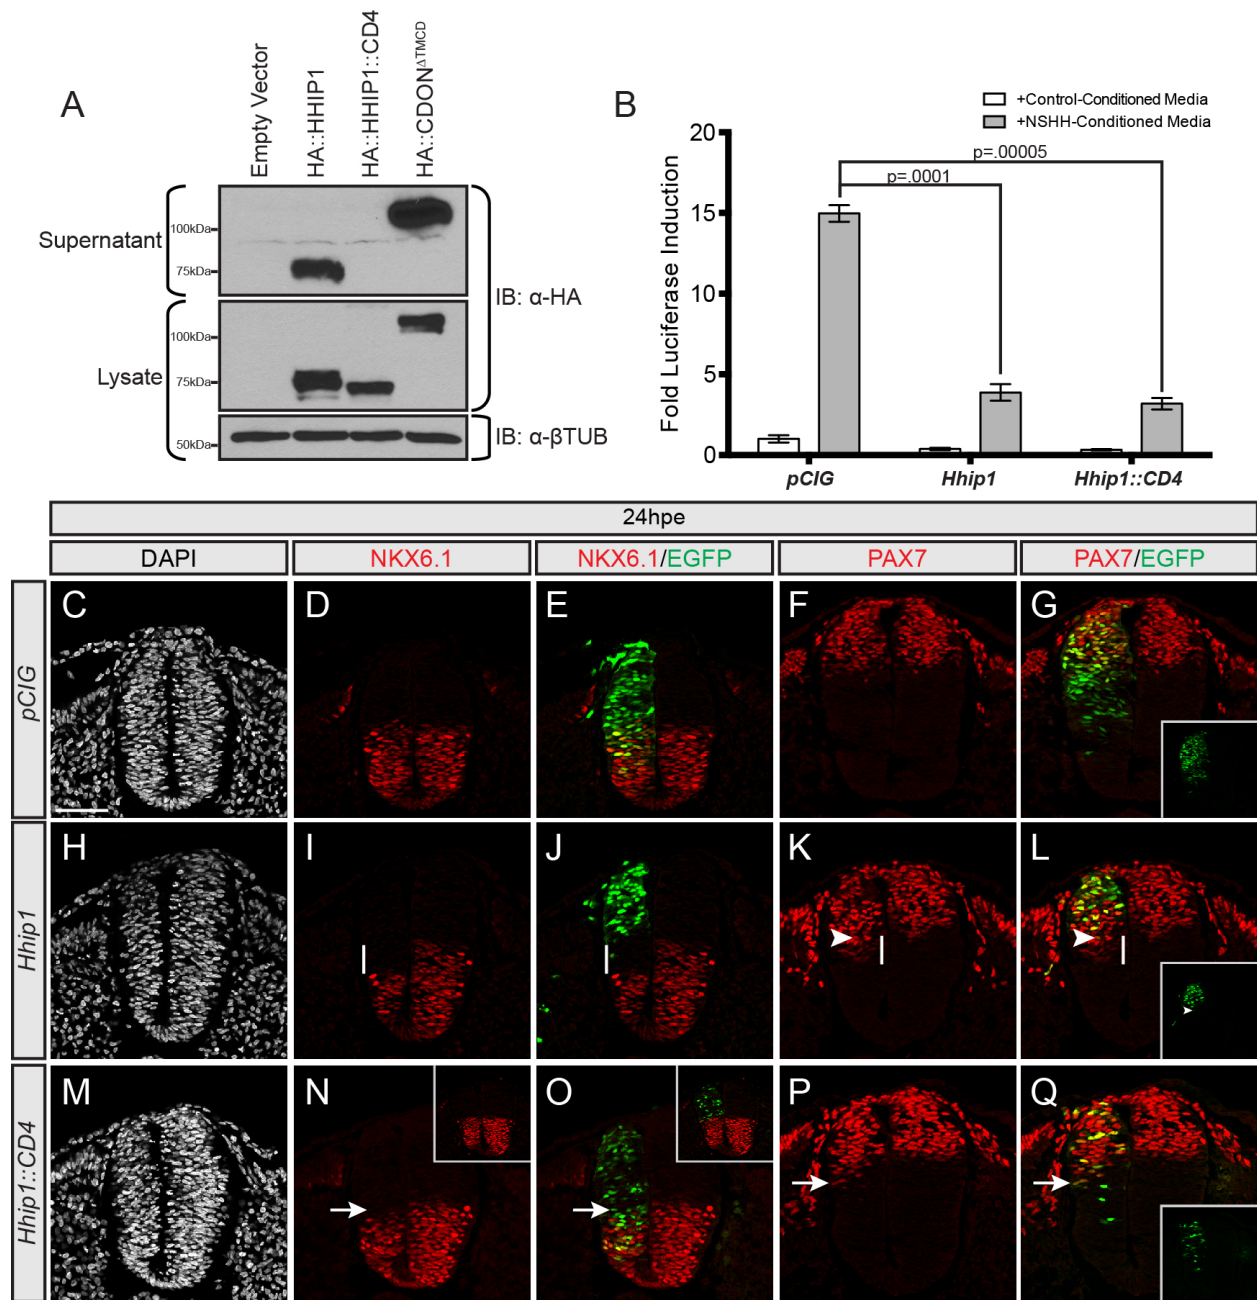 A
Empty Vector
HA::HHIP1
HA::HHIP1::CD4
HA::CDONΔTMCD
Supernatant
100kDa
75kDa
Lysate
100kDa
75kDa
50kDa
IB: α-HA
IB: α-βTUB
B
+Control-Conditioned Media
+NSHH-Conditioned Media
Fold Luciferase Induction
20
15
10
5
0
p=.00005
p=.0001
pCIG
Hhip1
Hhip1::CD4
24hpe
DAPI
NKX6.1
NKX6.1/EGFP
PAX7
PAX7/EGFP
pCIG
C
D
E
F
G
Hhip1
H
I
J
K
L
Hhip1::CD4
M
N
O
P
Q